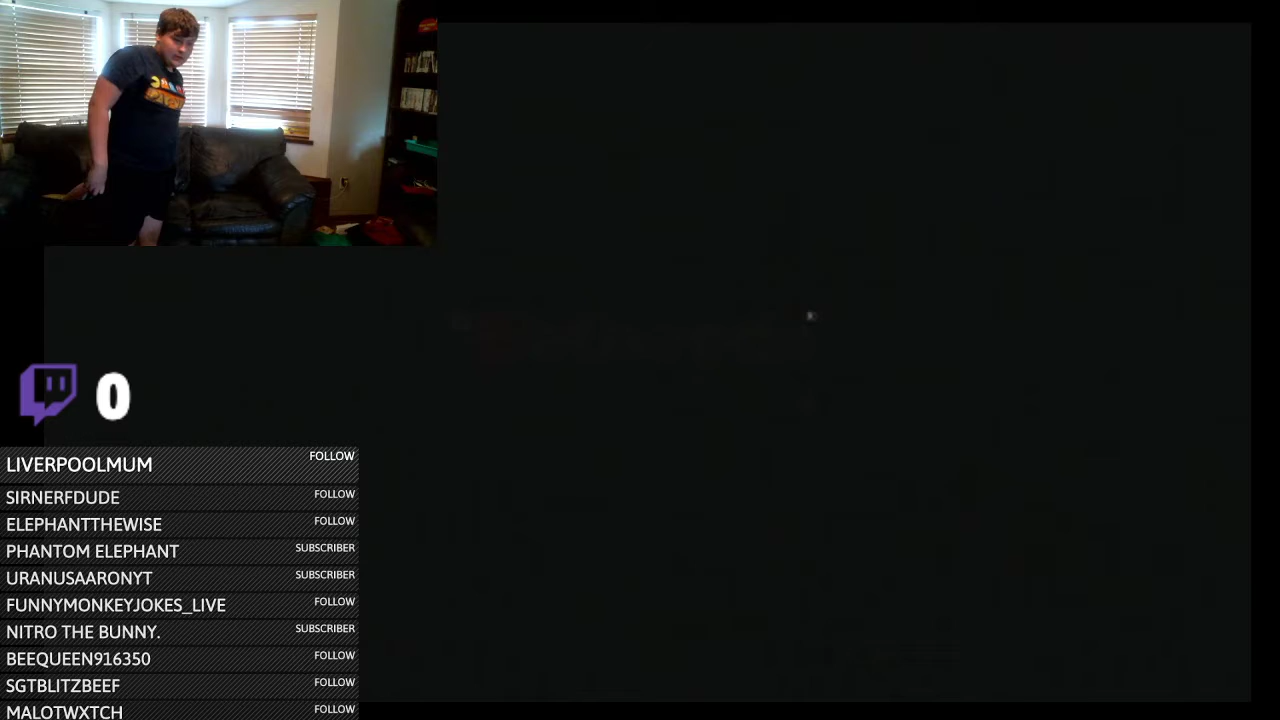 0
LIVERPOOLMUM FOLLOW
SIRNERFDUDE FOLLOW
ELEPHANTTHEWISE FOLLOW
PHANTOM ELEPHANT SUBSCRIBER
URANUSAARONYT SUBSCRIBER
FUNNYMONKEYJOKES_LIVE FOLLOW
NITRO THE BUNNY. SUBSCRIBER
BEEQUEEN916350 FOLLOW
SGTBLITZBEEF FOLLOW
MALOTWXTCH FOLLOW